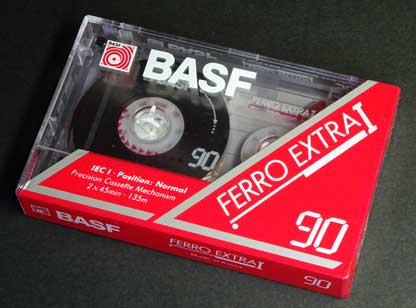 BASF
BASF
FERRO EXTRA I
90
IEC I · Position: Normal
Precision Cassette Mechanism
2 x 45min · 135m
FERRO EXTRA I
90
BASF
FERRO EXTRA I
90